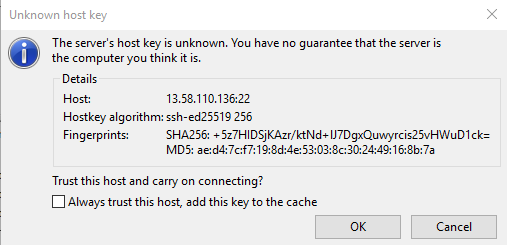 Unknown host key
The server's host key is unknown. You have no guarantee that the server is
the computer you think it is.
Details
Host: 13.58.110.136:22
Hostkey algorithm: ssh-ed25519 256
Fingerprints: SHA256: +5z7HIDSjKAzr/ktNd+IJ7DgxQuwyrcis25vHWuD1ck=
MD5: ae:d4:7c:f7:19:8d:4e:53:03:8c:30:24:49:16:8b:7a
Trust this host and carry on connecting?
Always trust this host, add this key to the cache
OK Cancel